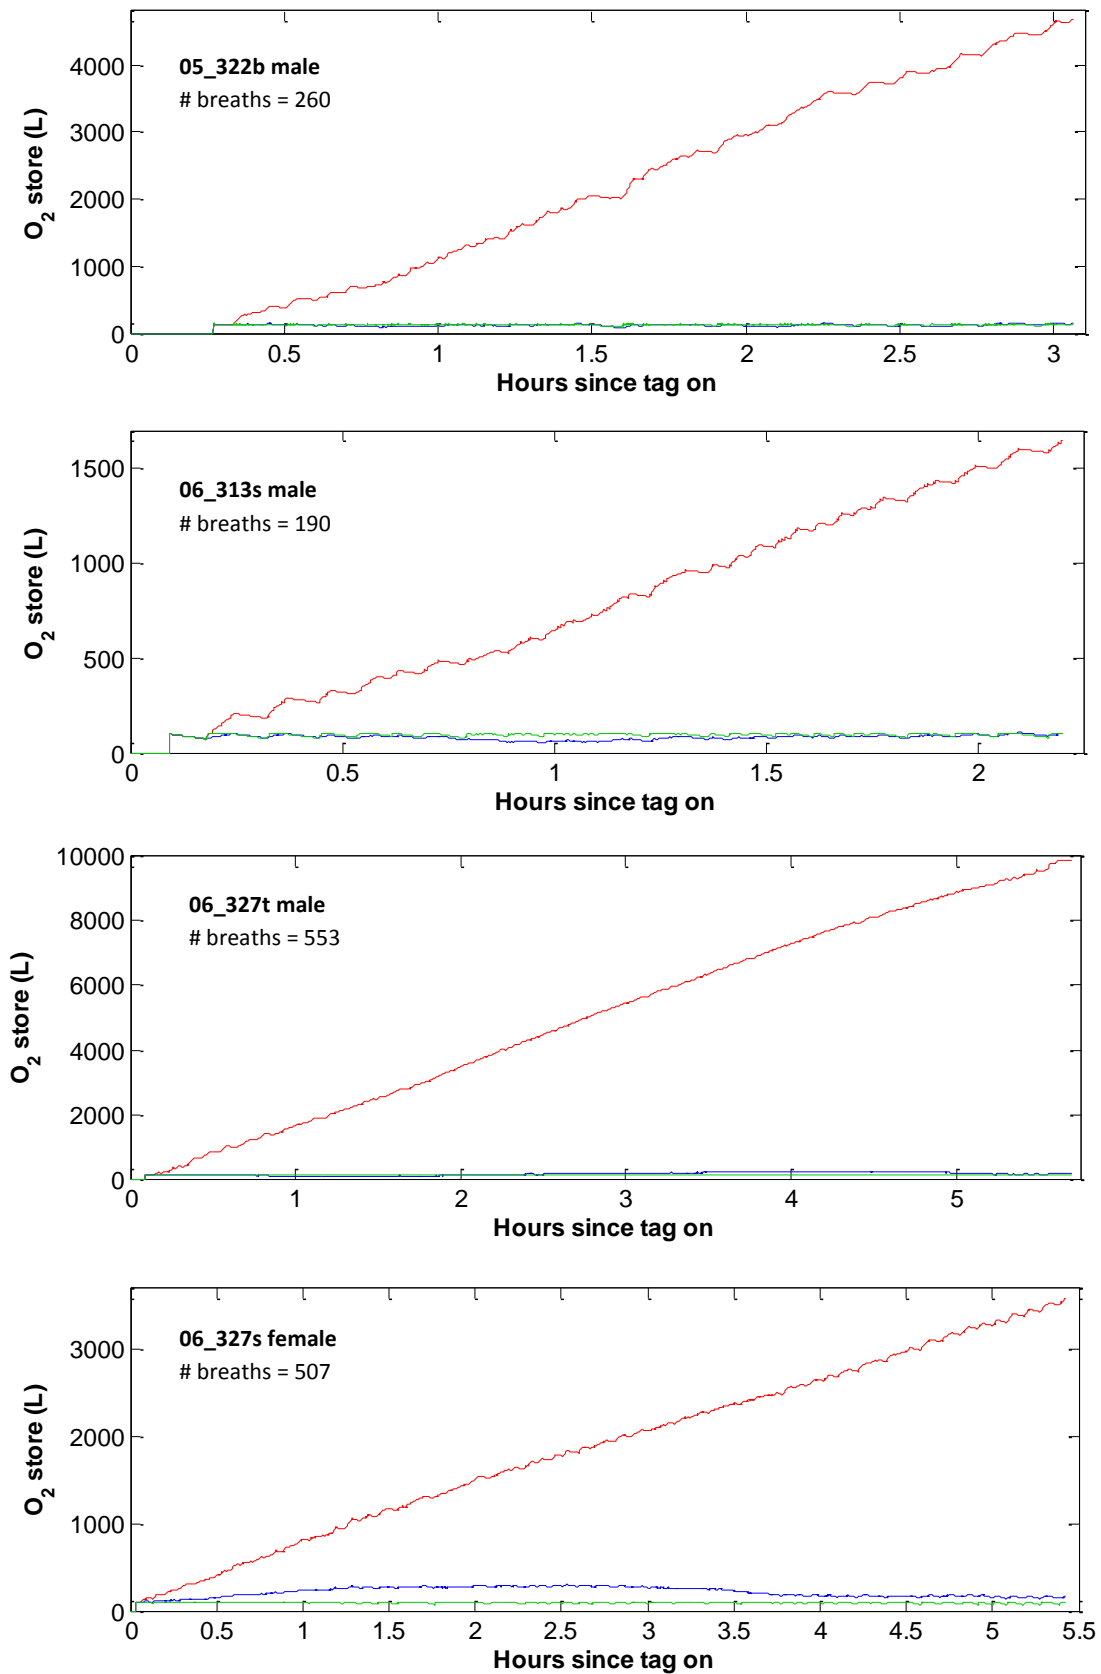 05_322b male
# breaths = 260
O2 store (L)
4000
3000
2000
1000
0
0 0.5 1 1.5 2 2.5 3
Hours since tag on
06_313s male
# breaths = 190
O2 store (L)
1500
1000
500
0
0 0.5 1 1.5 2
Hours since tag on
06_327t male
# breaths = 553
O2 store (L)
10000
8000
6000
4000
2000
0
0 1 2 3 4 5
Hours since tag on
06_327s female
# breaths = 507
O2 store (L)
3000
2000
1000
0
0 0.5 1 1.5 2 2.5 3 3.5 4 4.5 5 5.5
Hours since tag on